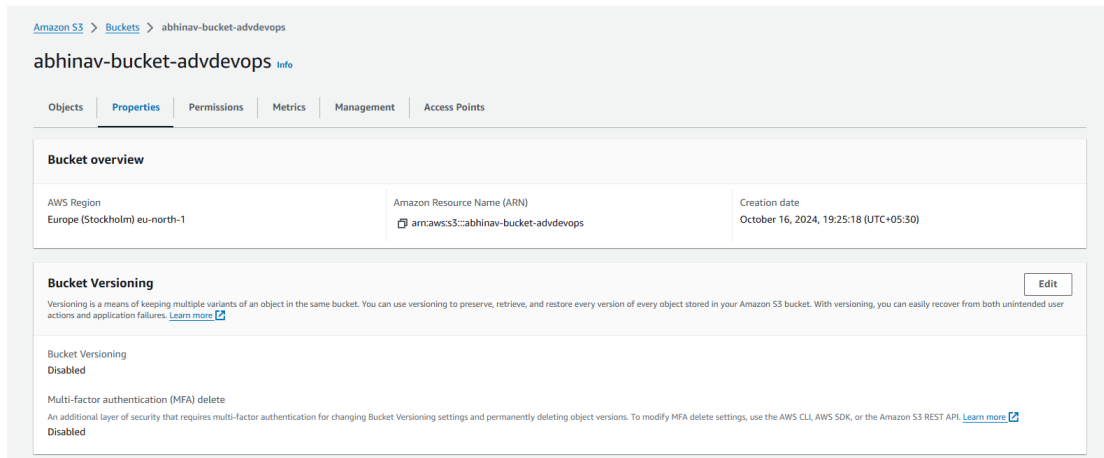 Amazon S3 > Buckets > abhinav-bucket-advdevops
abhinav-bucket-advdevops Info
Objects Properties Permissions Metrics Management Access Points
Bucket overview
AWS Region Amazon Resource Name (ARN) Creation date
Europe (Stockholm) eu-north-1 arn:aws:s3:::abhinav-bucket-advdevops October 16, 2024, 19:25:18 (UTC+05:30)
Bucket Versioning Edit
Versioning is a means of keeping multiple variants of an object in the same bucket. You can use versioning to preserve, retrieve, and restore every version of every object stored in your Amazon S3 bucket. With versioning, you can easily recover from both unintended user
actions and application failures. Learn more
Bucket Versioning
Disabled
Multi-factor authentication (MFA) delete
An additional layer of security that requires multi-factor authentication for changing Bucket Versioning settings and permanently deleting object versions. To modify MFA delete settings, use the AWS CLI, AWS SDK, or the Amazon S3 REST API. Learn more
Disabled